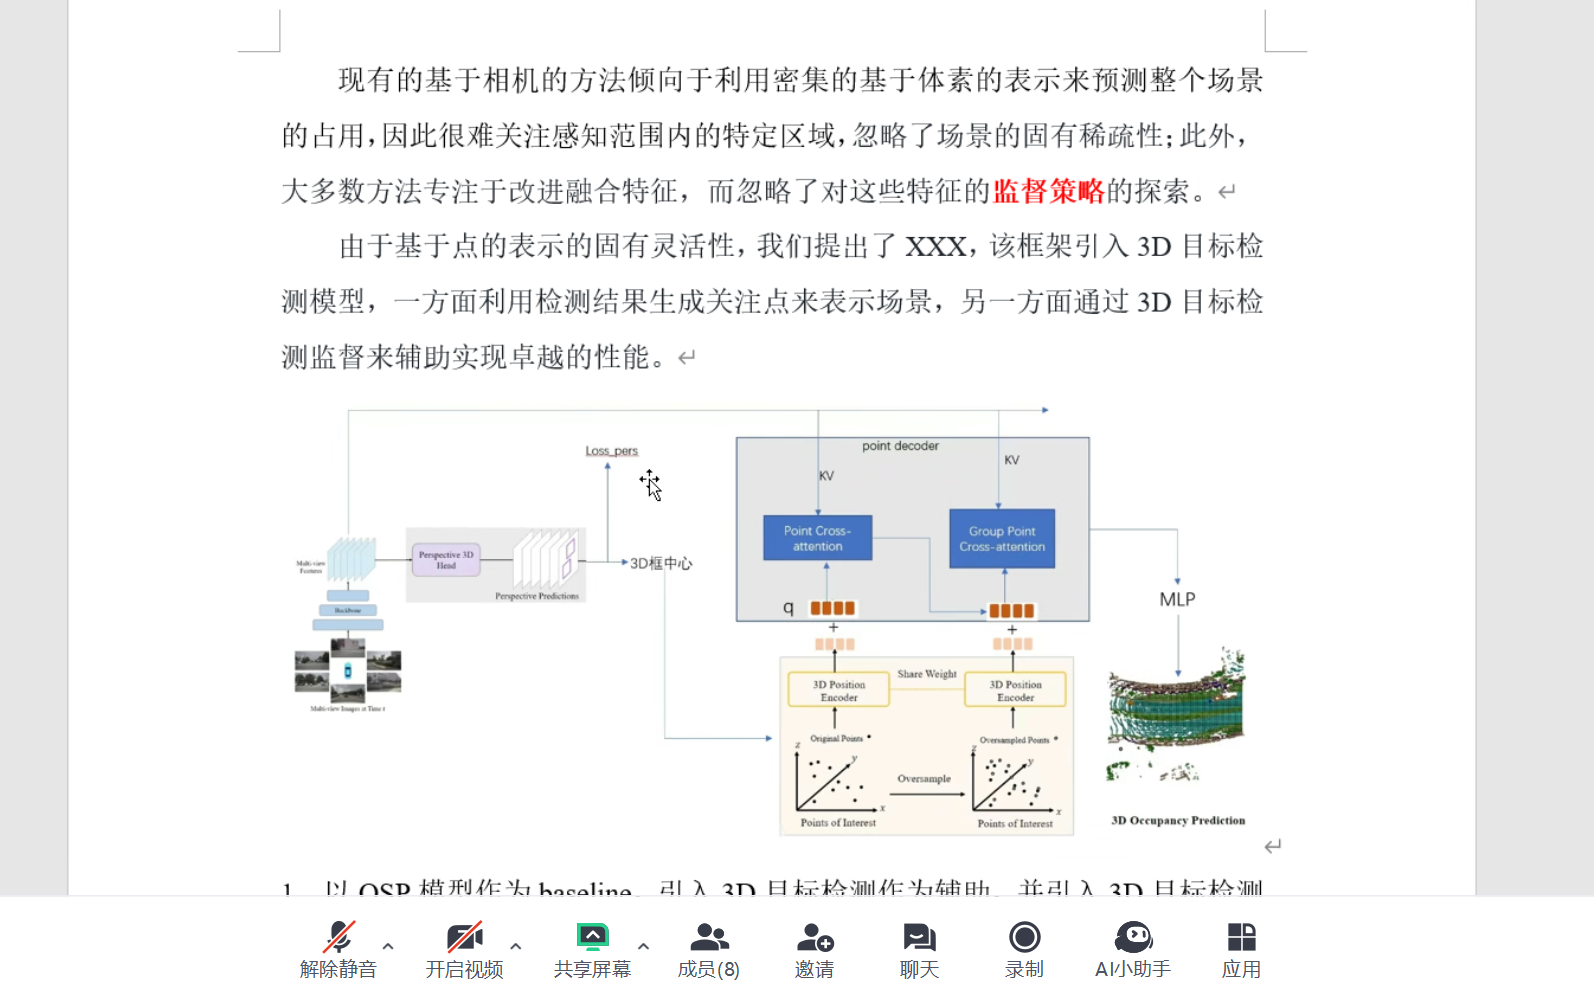 现有的基于相机的方法倾向于利用密集的基于体素的表示来预测整个场景
的占用，因此很难关注感知范围内的特定区域，忽略了场景的固有稀疏性；此外，
大多数方法专注于改进融合特征，而忽略了对这些特征的监督策略的探索。
由于基于点的表示的固有灵活性，我们提出了 XXX，该框架引入 3D 目标检
测模型，一方面利用检测结果生成关注点来表示场景，另一方面通过 3D 目标检
测监督来辅助实现卓越的性能。
Loss_pers
point decoder
KV
KV
Point Cross-
attention
Group Point
Cross-attention
Multi-view
Features
Perspective 3D
Head
Perspective Predictions
3D框中心
Backbone
q
+
+
MLP
Multi-view Images at Time t
Share Weight
3D Position
Encoder
3D Position
Encoder
Original Points
Oversampled Points
z
y
x
z
y
x
Oversample
Points of Interest
Points of Interest
3D Occupancy Prediction
1. 以 OSP 模型作为 baseline，引入 3D 目标检测作为辅助，并引入 3D 目标检测
解除静音
开启视频
共享屏幕
成员(8)
邀请
聊天
录制
AI小助手
应用